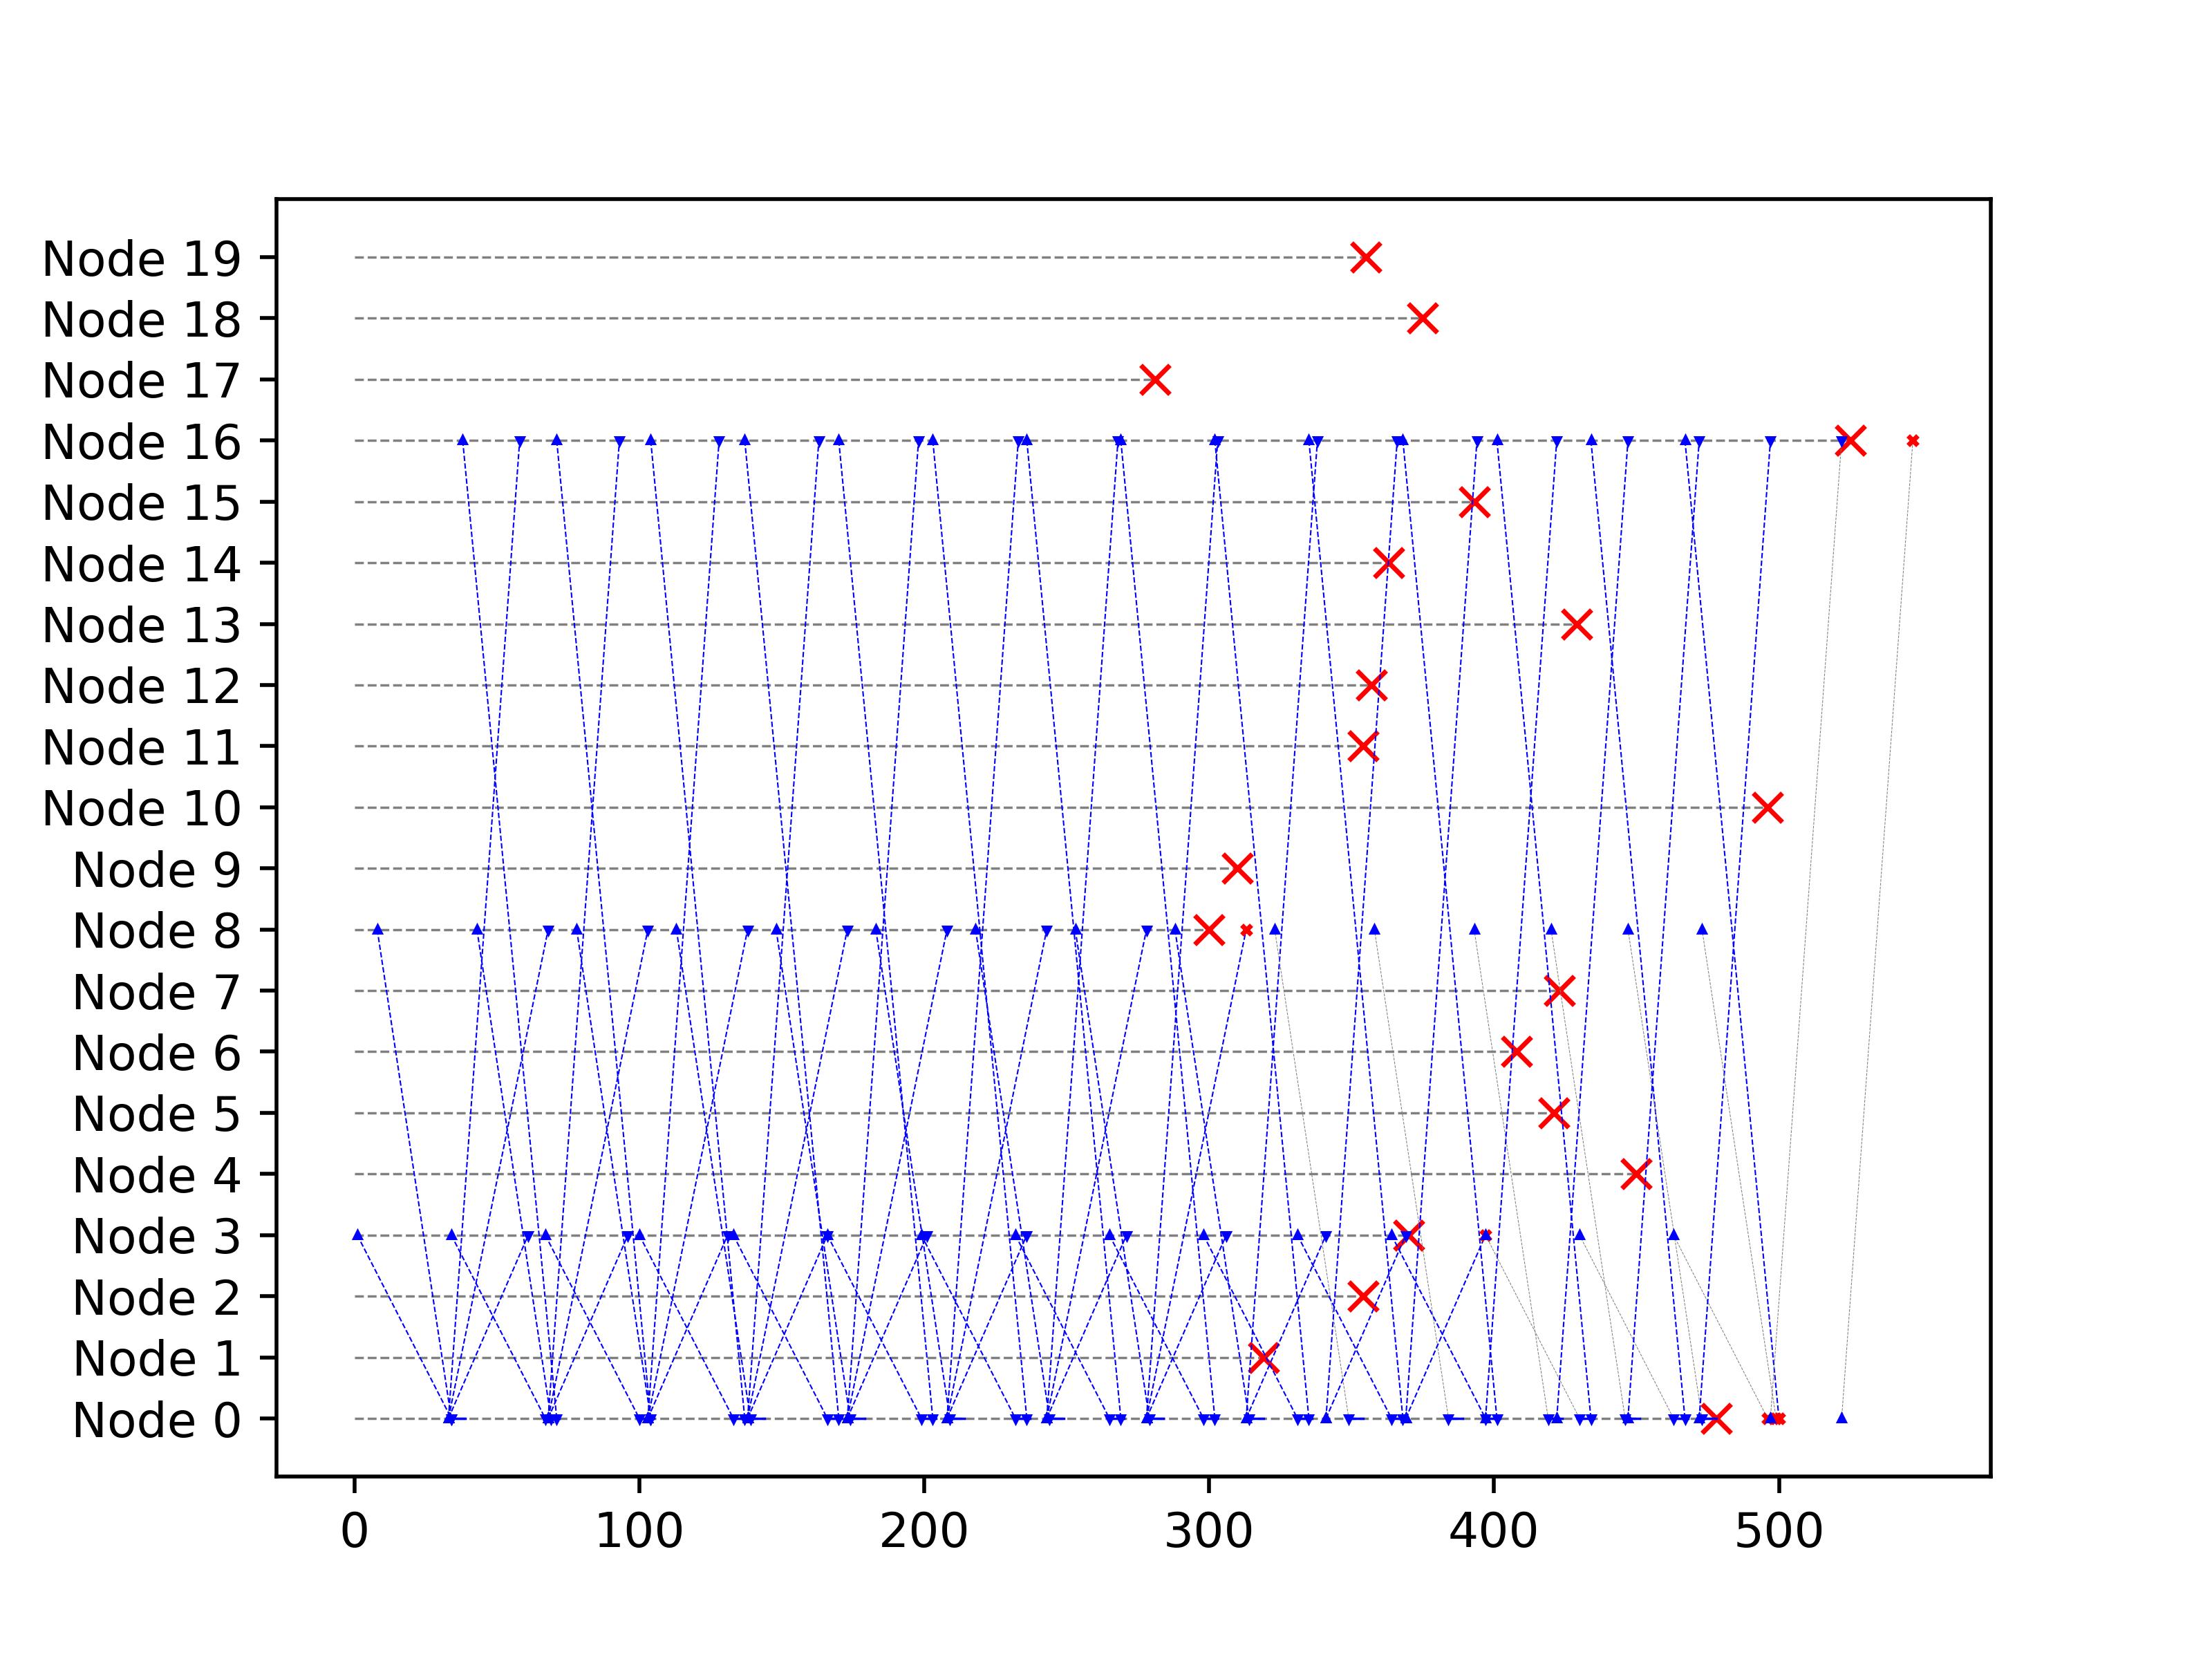 Node 19
Node 18
Node 17
Node 16
Node 15
Node 14
Node 13
Node 12
Node 11
Node 10
Node 9
Node 8
Node 7
Node 6
Node 5
Node 4
Node 3
Node 2
Node 1
Node 0
0 100 200 300 400 500